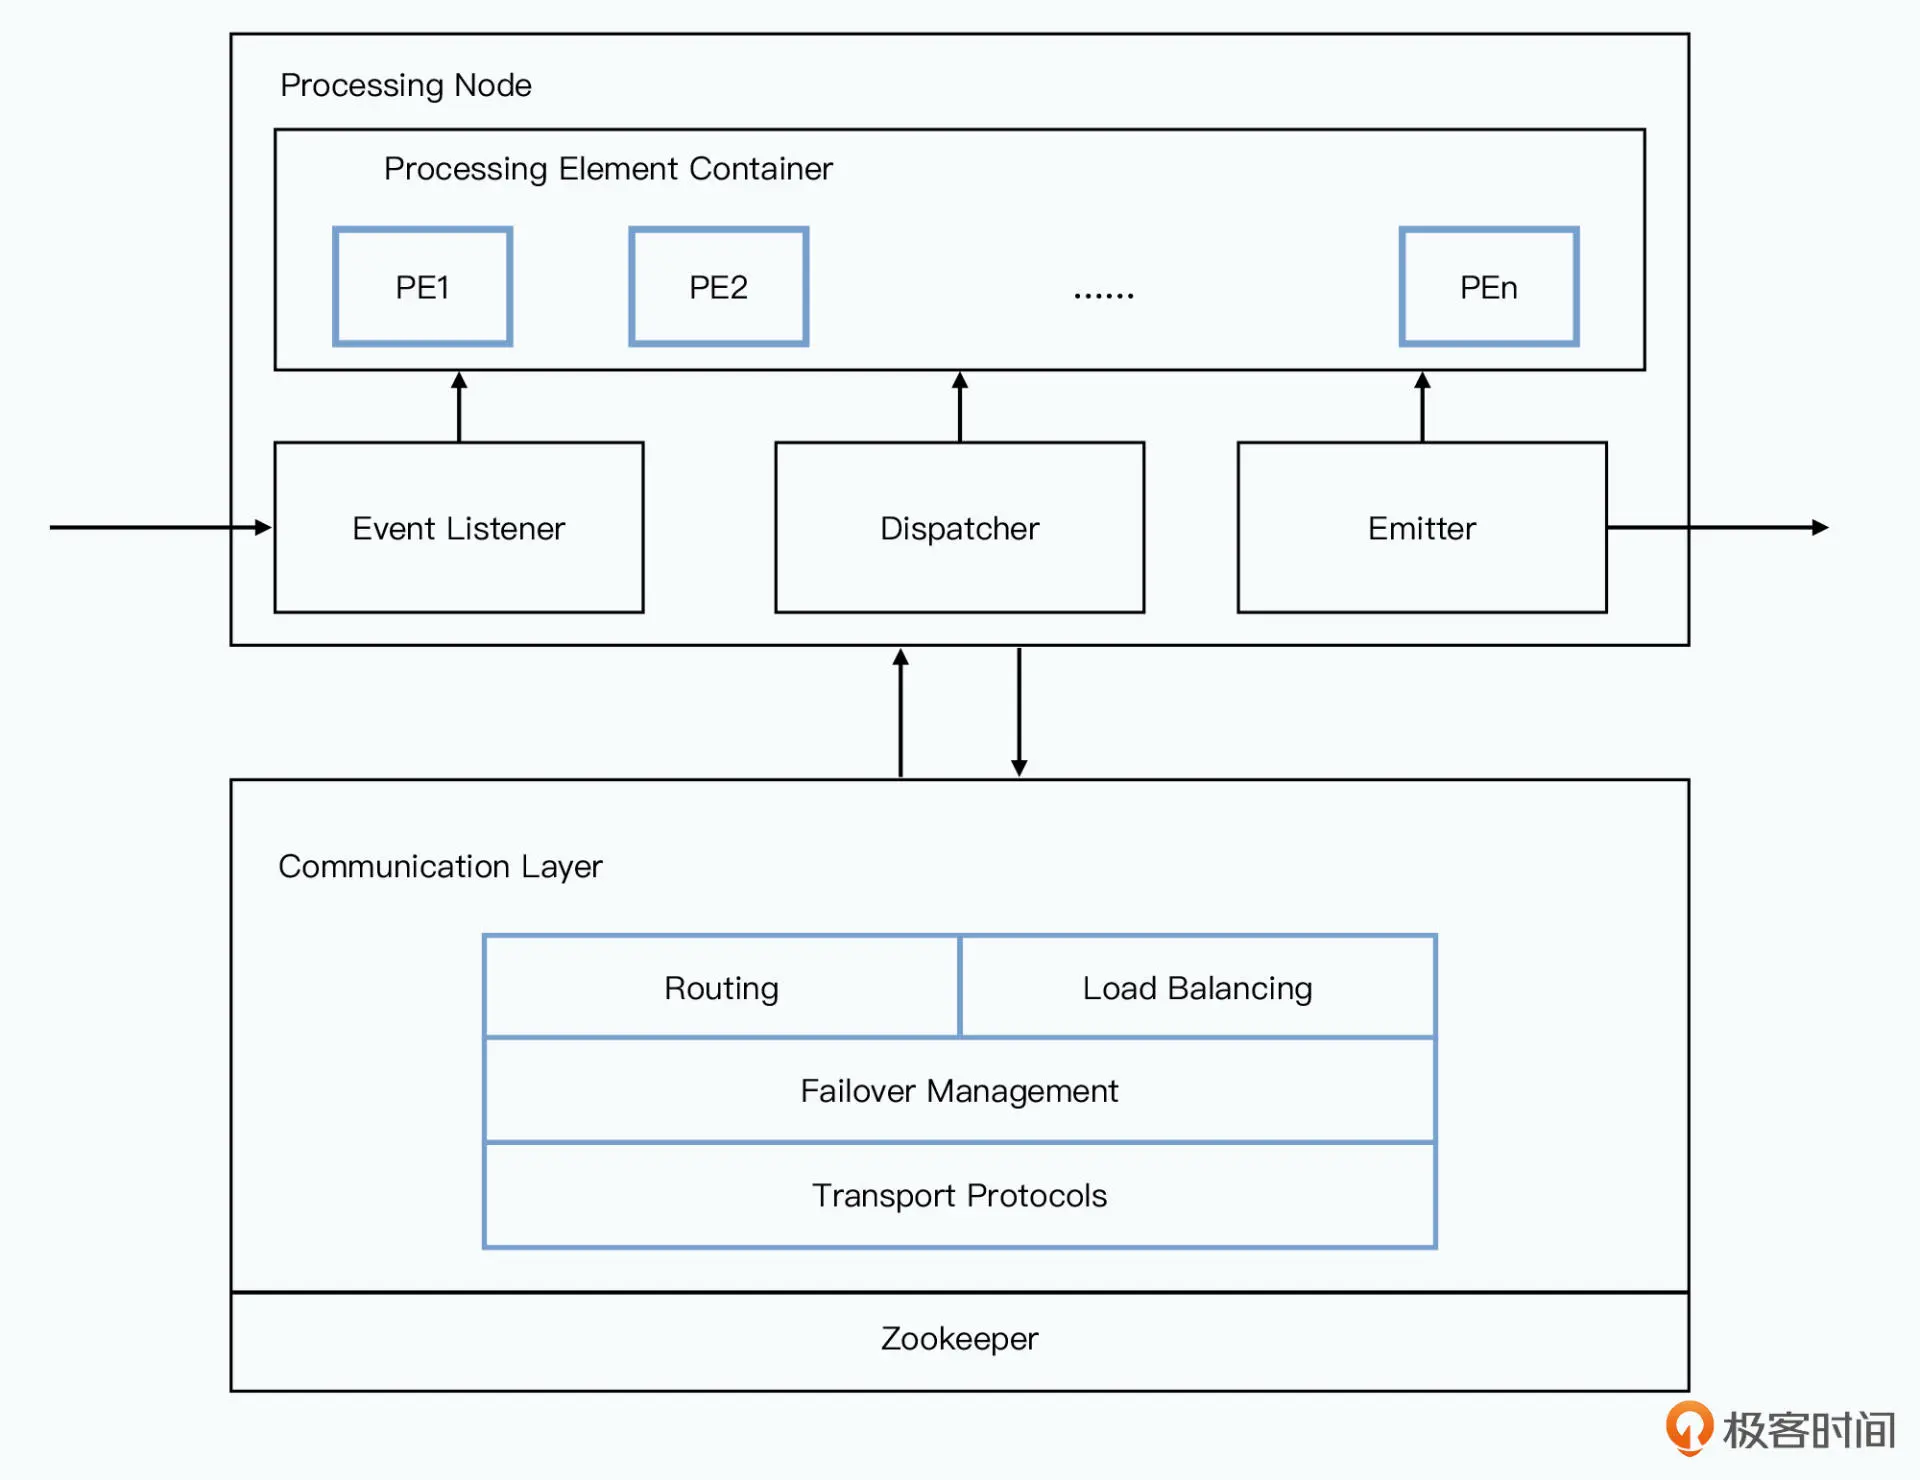 Processing Node
Processing Element Container
PE1 PE2 ...... PEn
Event Listener Dispatcher Emitter
Communication Layer
Routing Load Balancing
Failover Management
Transport Protocols
Zookeeper
极客时间